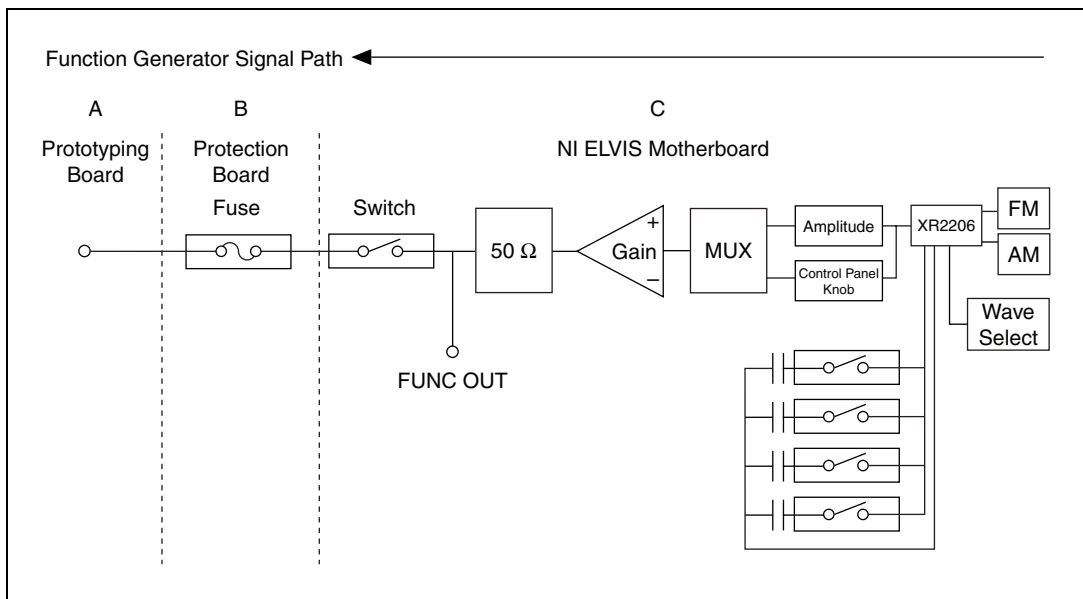 Function Generator Signal Path
A
B
C
Prototyping
Board
Protection
Board
NI ELVIS Motherboard
Fuse
Switch
50 Ω
+
Gain
−
MUX
Amplitude
Control Panel
Knob
XR2206
FM
AM
Wave
Select
FUNC OUT